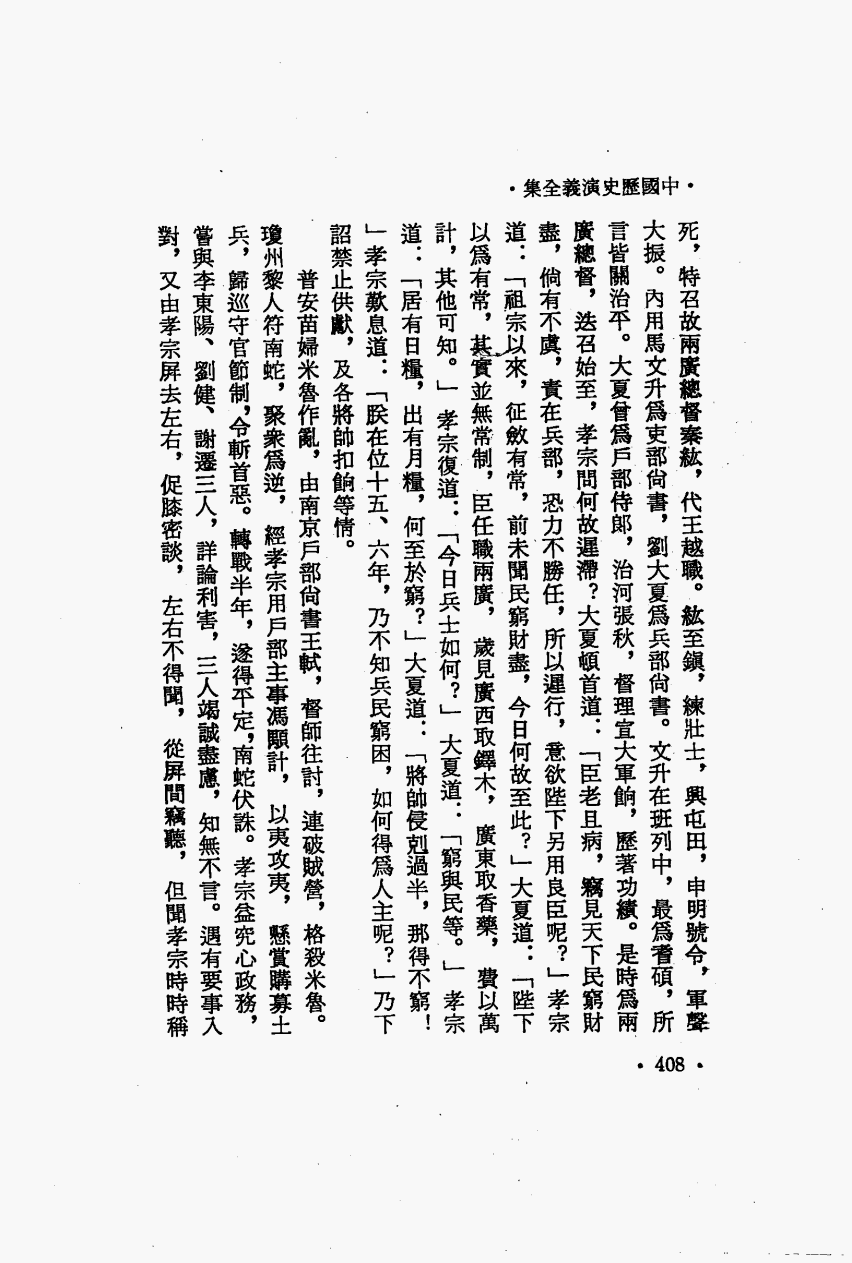 •中國歷史演義全集•
死，特召故兩廣總督秦紘，代王越職。紘至鎭，練壯士，興屯田，申明號令，軍聲
大振。內用馬文升爲吏部尙書，劉大夏爲兵部尙書。文升在班列中，最爲耆碩，所
言皆關治平。大夏曾爲戶部侍郞，治河張秋，督理宣大軍餉，歷著功績。是時爲兩
廣總督，迭召始至，孝宗問何故遲滯？大夏頓首道：「臣老且病，竊見天下民窮財
盡，倘有不虞，責在兵部，恐力不勝任，所以遲行，意欲陛下另用良臣呢？」孝宗
道：「祖宗以來，征斂有常，前未聞民窮財盡，今日何故至此？」大夏道：「陛下
以爲有常，其實並無常制，臣任職兩廣，歲見廣西取鐸木，廣東取香藥，費以萬
計，其他可知。」孝宗復道：「今日兵士如何？」大夏道：「窮與民等。」孝宗
道：「居有日糧，出有月糧，何至於窮？」大夏道：「將帥侵剋過半，那得不窮！
」孝宗歎息道：「朕在位十五、六年，乃不知兵民窮困，如何得爲人主呢？」乃下
詔禁止供獻，及各將帥扣餉等情。
普安苗婦米魯作亂，由南京戶部尙書王軾，督師往討，連破賊營，格殺米魯。
瓊州黎人符南蛇，聚衆爲逆，經孝宗用戶部主事馮顒計，以夷攻夷，懸賞購募土
兵，歸巡守官節制，令斬首惡。轉戰半年，遂得平定，南蛇伏誅。孝宗益究心政務，
嘗與李東陽、劉健、謝遷三人，詳論利害，三人竭誠盡慮，知無不言。遇有要事入
對，又由孝宗屏去左右，促膝密談，左右不得聞，從屏間竊聽，但聞孝宗時時稱
•408•